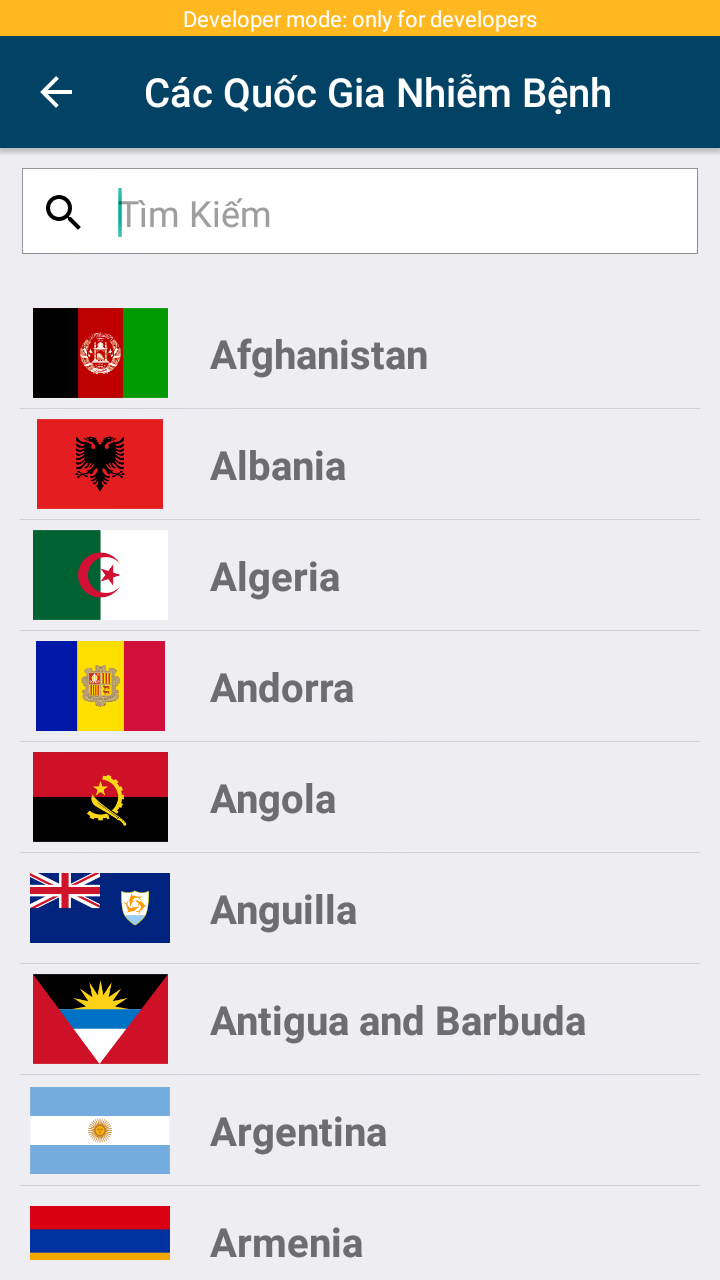 Developer mode: only for developers
Các Quốc Gia Nhiễm Bệnh
Tìm Kiếm
Afghanistan
Albania
Algeria
Andorra
Angola
Anguilla
Antigua and Barbuda
Argentina
Armenia